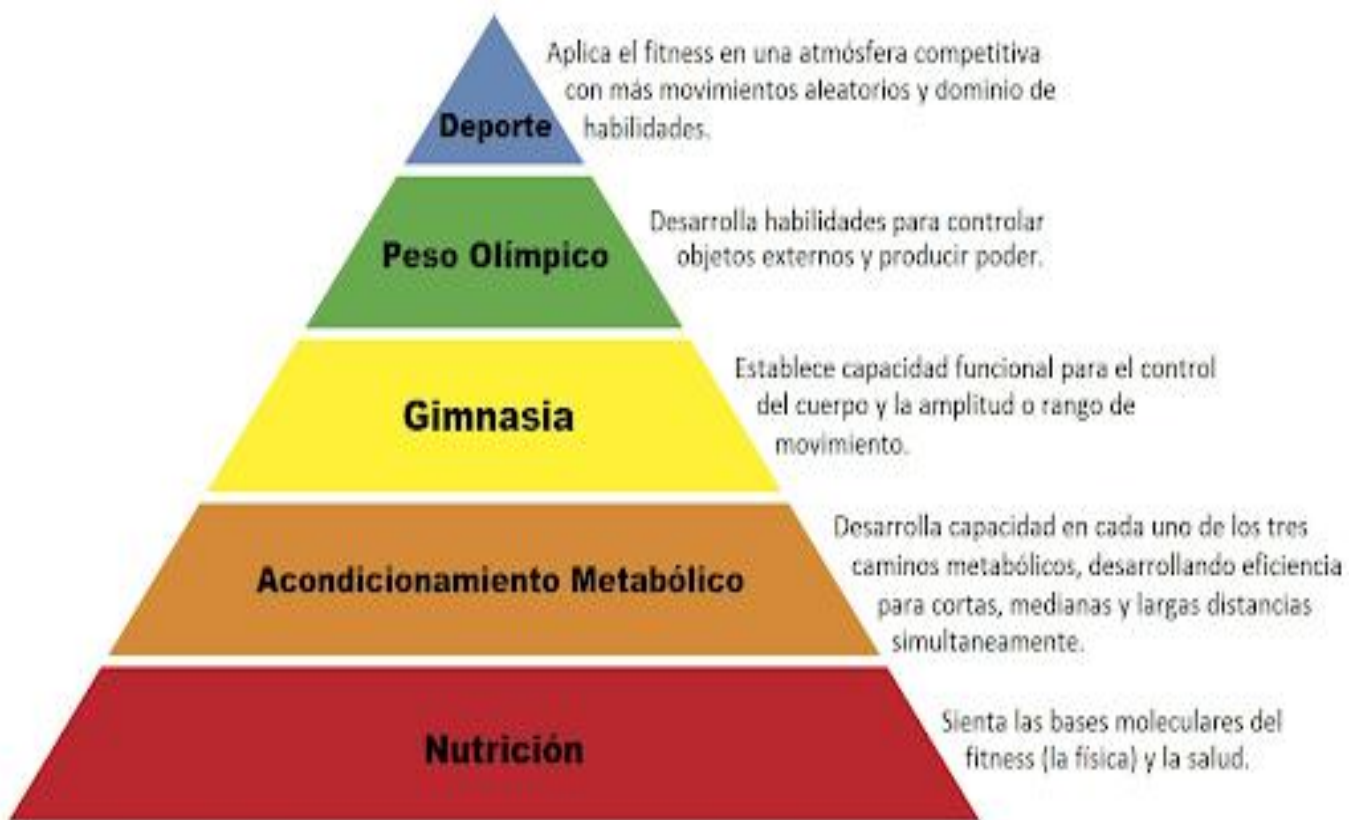 Aplica el fitness en una atmósfera competitiva
con más movimientos aleatorios y dominio de
habilidades.
Deporte
Desarrolla habilidades para controlar
objetos externos y producir poder.
Peso Olímpico
Establece capacidad funcional para el control
del cuerpo y la amplitud o rango de
movimiento.
Gimnasia
Desarrolla capacidad en cada uno de los tres
caminos metabólicos, desarrollando eficiencia
para cortas, medianas y largas distancias
simultaneamente.
Acondicionamiento Metabólico
Sienta las bases moleculares del
fitness (la física) y la salud.
Nutrición